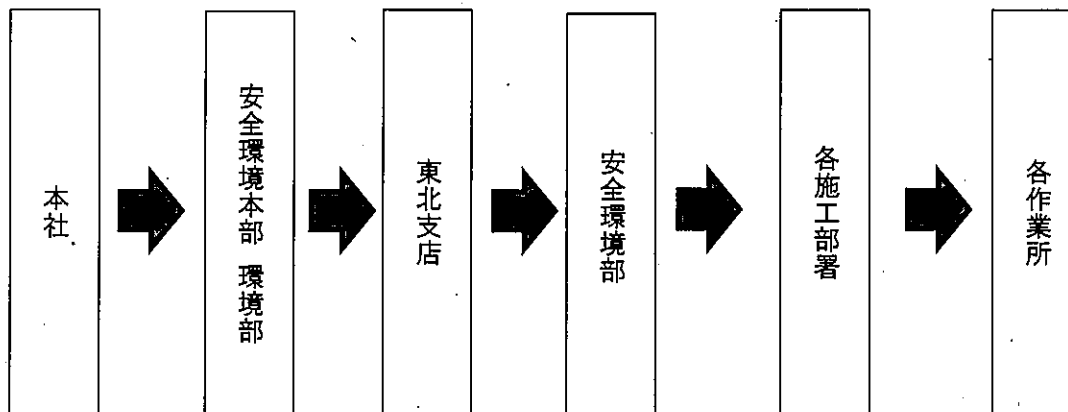 本社
安全環境本部　環境部
東北支店
安全環境部
各施工部署
各作業所